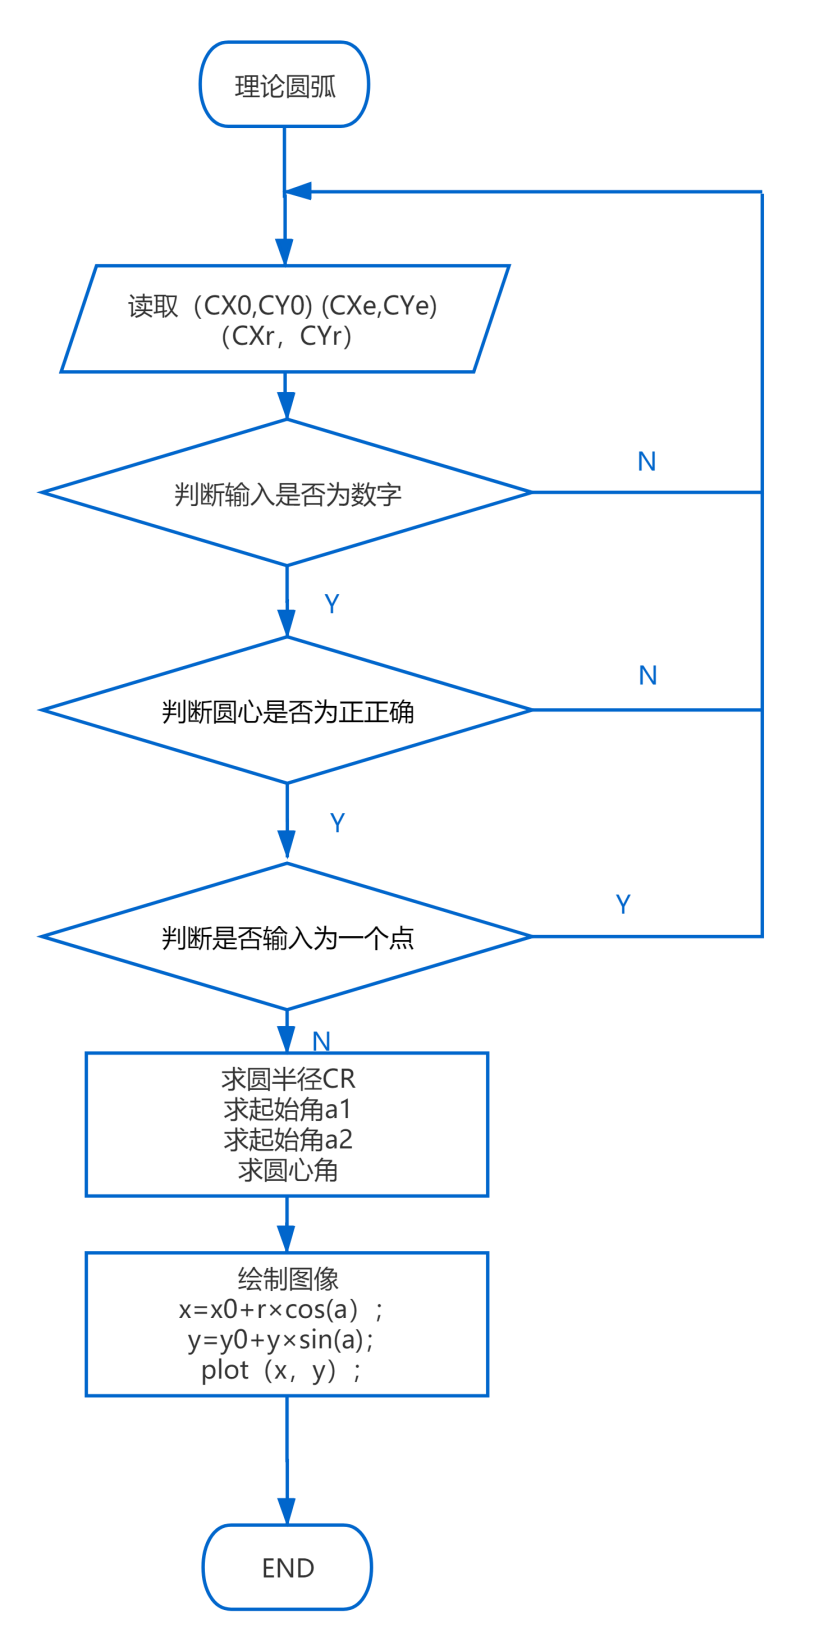 理论圆弧
读取（CX0,CY0) (CXe,CYe)
（CXr，CYr）
判断输入是否为数字
N
Y
判断圆心是否为正正确
N
Y
判断是否输入为一个点
Y
N
求圆半径CR
求起始角a1
求起始角a2
求圆心角
绘制图像
x=x0+r×cos(a）；
y=y0+y×sin(a)；
plot（x，y）；
END